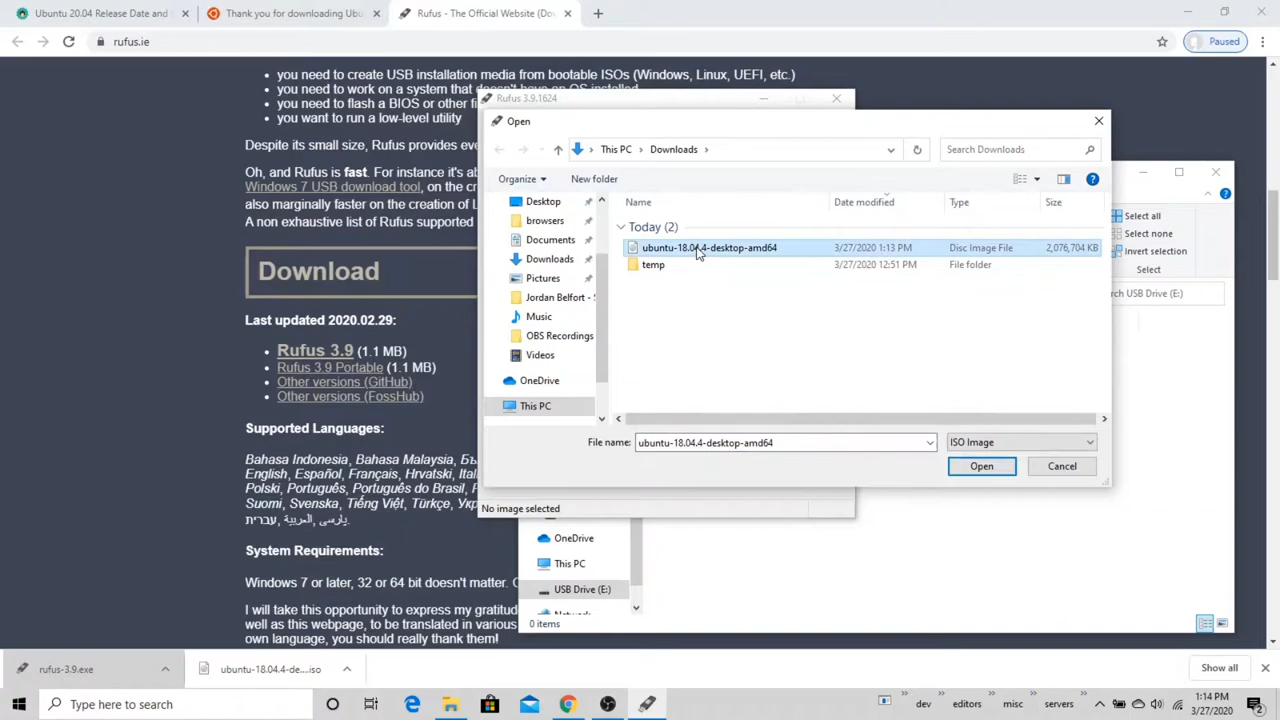 Ubuntu 20.04 Release Date and
Thank you for downloading Ubu
Rufus - The Official Website (Do
rufus.ie
Paused
you need to create USB installation media from bootable ISOs (Windows, Linux, UEFI, etc.)
you need to work on a system that doesn't have an OS installed
you need to flash a BIOS or other fi
you want to run a low-level utility
Despite its small size, Rufus provides eve
Oh, and Rufus is fast. For instance it's ab
Windows 7 USB download tool, on the cr
also marginally faster on the creation of L
A non exhaustive list of Rufus supported
Download
Last updated 2020.02.29:
Rufus 3.9 (1.1 MB)
Rufus 3.9 Portable (1.1 MB)
Other versions (GitHub)
Other versions (FossHub)
Supported Languages:
Bahasa Indonesia, Bahasa Malaysia, Бъ
English, Español, Français, Hrvatski, Ita
Polski, Português, Português do Brasil,
Suomi, Svenska, Tiếng Việt, Türkçe, Укр
العربية, پارسی, עברית.
System Requirements:
Windows 7 or later, 32 or 64 bit doesn't matter. O
I will take this opportunity to express my gratitud
well as this webpage, to be translated in various
own language, you should really thank them!
Rufus 3.9.1624
Open
This PC
Downloads
Search Downloads
Organize
New folder
Name
Date modified
Type
Size
Desktop
browsers
Documents
Downloads
Pictures
Jordan Belfort - S
Music
OBS Recordings
Videos
OneDrive
This PC
Today (2)
ubuntu-18.04.4-desktop-amd64 3/27/2020 1:13 PM Disc Image File 2,076,704 KB
temp 3/27/2020 12:51 PM File folder
File name:
ubuntu-18.04.4-desktop-amd64
ISO Image
Open
Cancel
No image selected
Select all
Select none
Invert selection
Select
rch USB Drive (E:)
OneDrive
This PC
USB Drive (E:)
Network
0 items
rufus-3.9.exe
ubuntu-18.04.4-de....iso
Show all
Type here to search
dev
editors
misc
servers
1:14 PM
3/27/2020
2